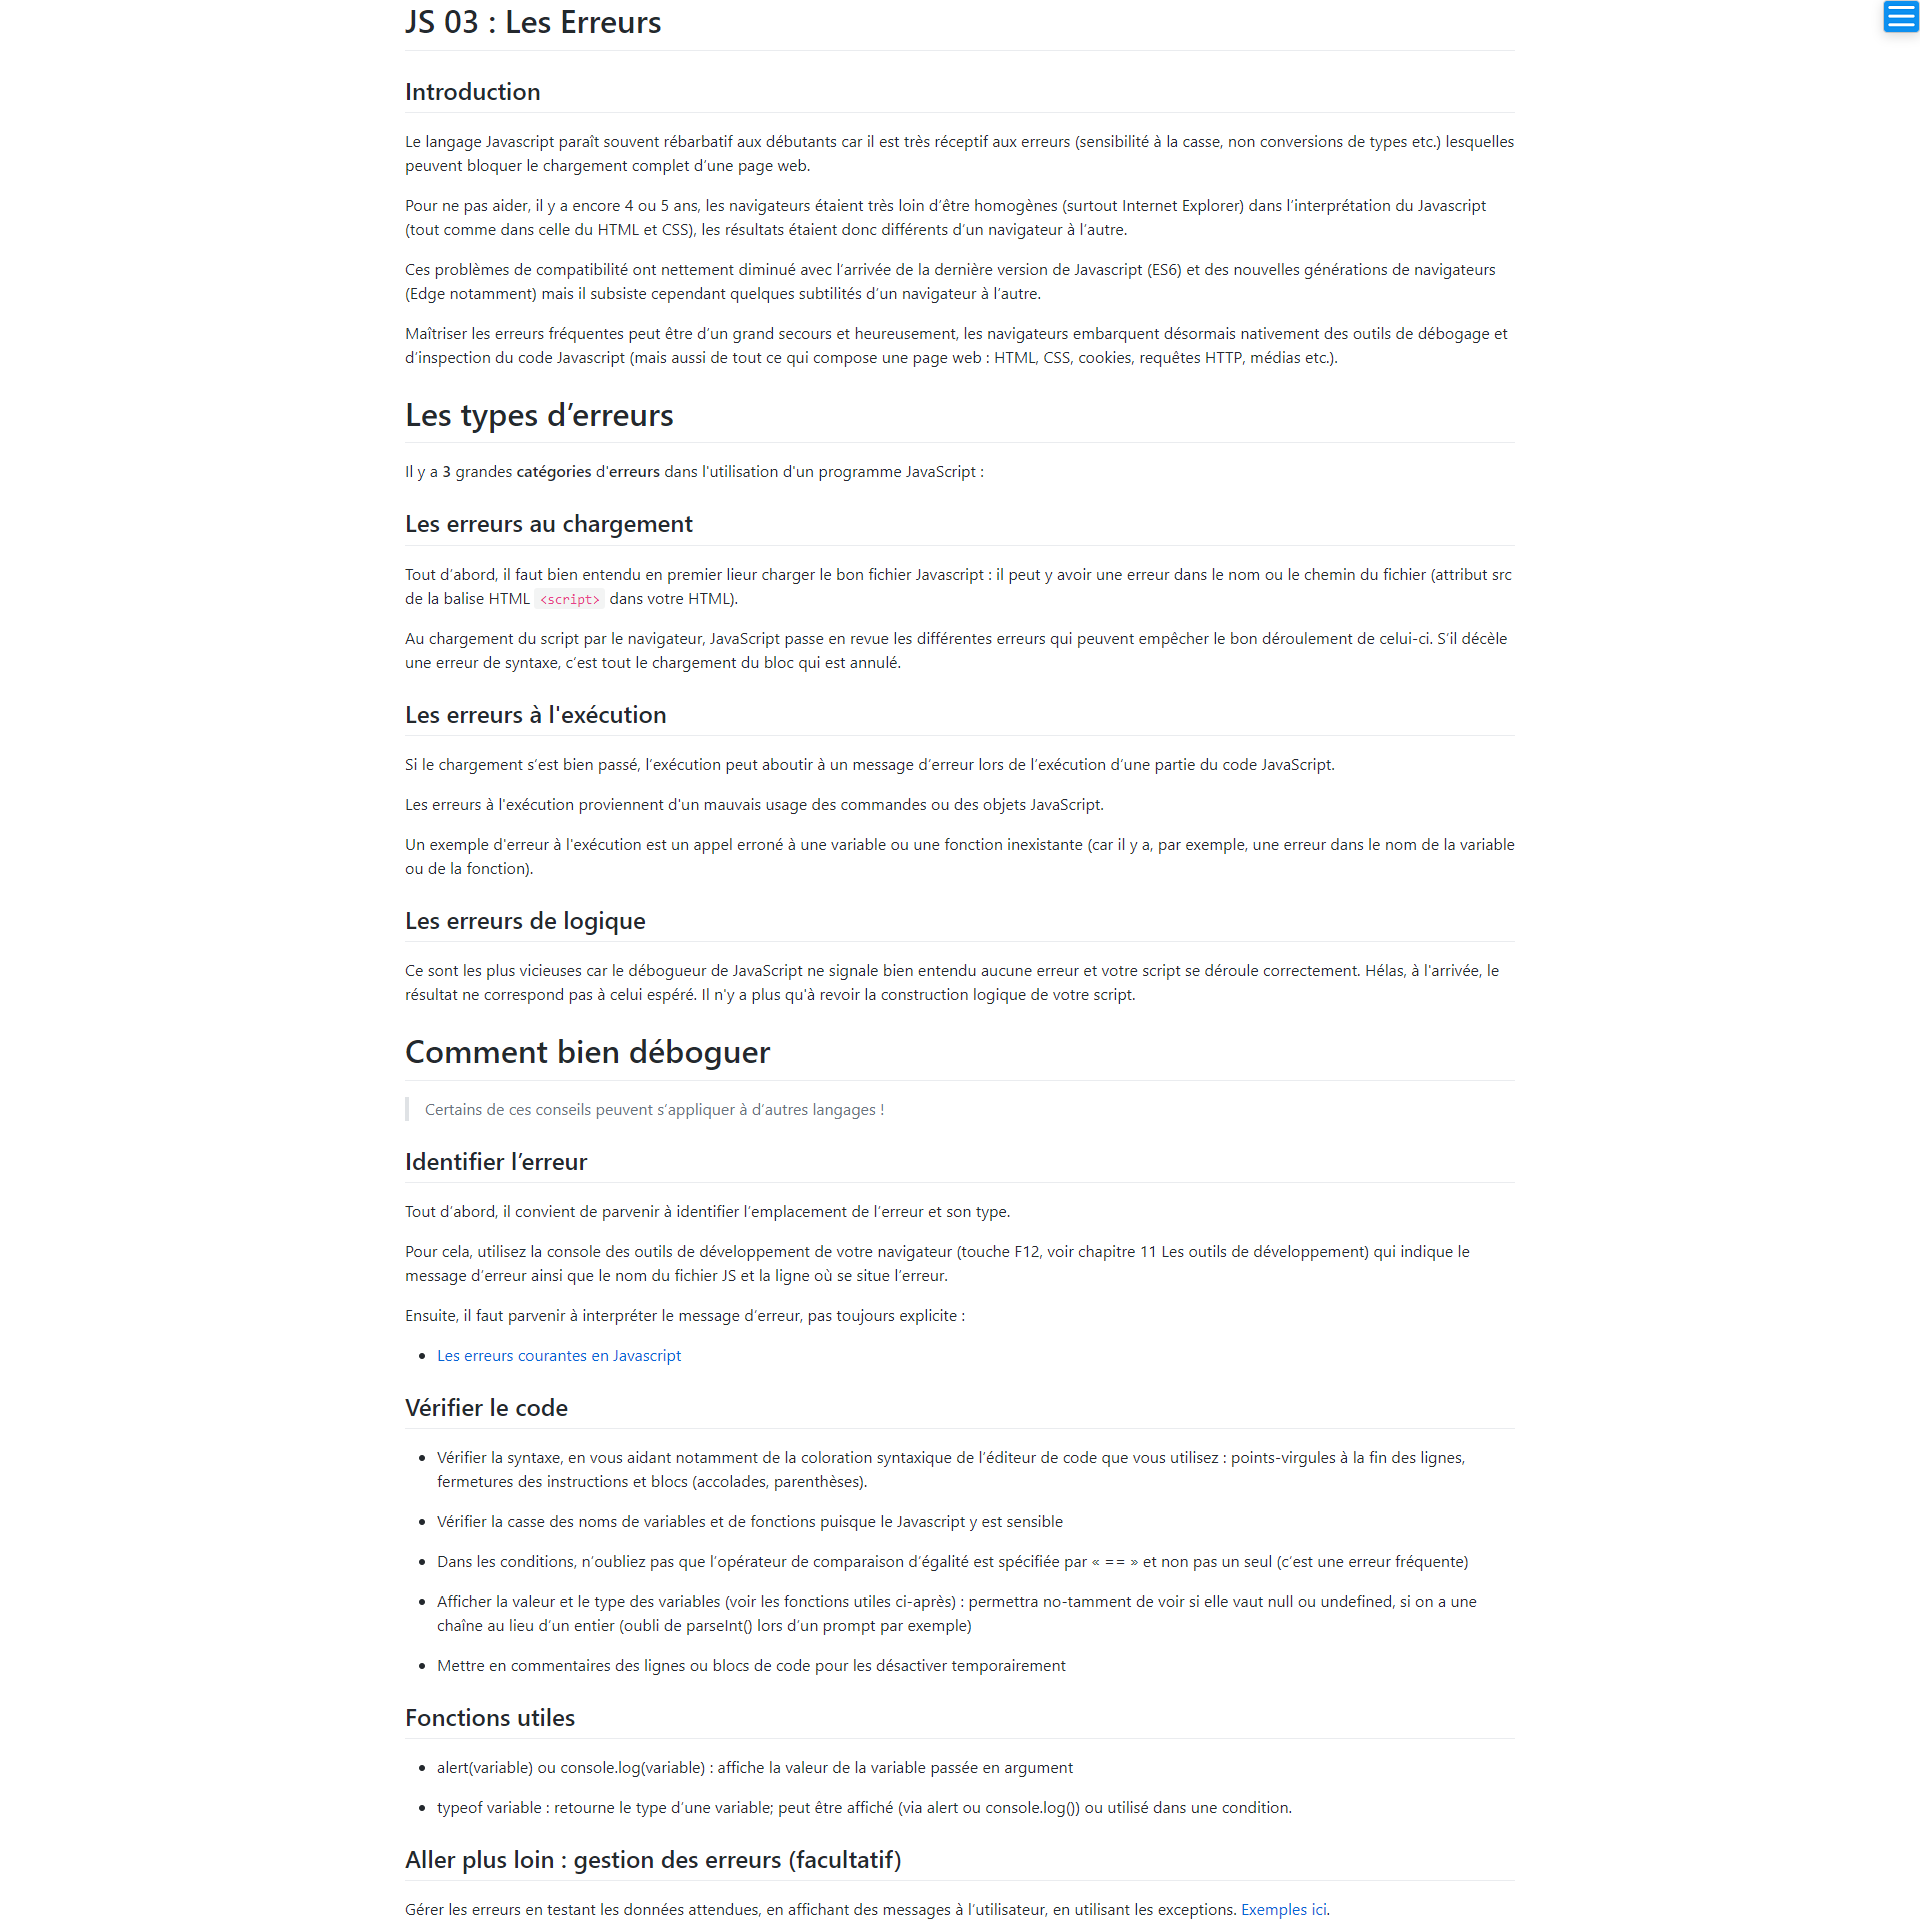 JS 03 : Les Erreurs
Introduction
Le langage Javascript paraît souvent rébarbatif aux débutants car il est très réceptif aux erreurs (sensibilité à la casse, non conversions de types etc.) lesquelles
peuvent bloquer le chargement complet d’une page web.
Pour ne pas aider, il y a encore 4 ou 5 ans, les navigateurs étaient très loin d’être homogènes (surtout Internet Explorer) dans l’interprétation du Javascript
(tout comme dans celle du HTML et CSS), les résultats étaient donc différents d’un navigateur à l’autre.
Ces problèmes de compatibilité ont nettement diminué avec l’arrivée de la dernière version de Javascript (ES6) et des nouvelles générations de navigateurs
(Edge notamment) mais il subsiste cependant quelques subtilités d’un navigateur à l’autre.
Maîtriser les erreurs fréquentes peut être d’un grand secours et heureusement, les navigateurs embarquent désormais nativement des outils de débogage et
d’inspection du code Javascript (mais aussi de tout ce qui compose une page web : HTML, CSS, cookies, requêtes HTTP, médias etc.).
Les types d’erreurs
Il y a 3 grandes catégories d'erreurs dans l'utilisation d'un programme JavaScript :
Les erreurs au chargement
Tout d’abord, il faut bien entendu en premier lieur charger le bon fichier Javascript : il peut y avoir une erreur dans le nom ou le chemin du fichier (attribut src
de la balise HTML <script> dans votre HTML).
Au chargement du script par le navigateur, JavaScript passe en revue les différentes erreurs qui peuvent empêcher le bon déroulement de celui-ci. S’il décèle
une erreur de syntaxe, c’est tout le chargement du bloc qui est annulé.
Les erreurs à l'exécution
Si le chargement s’est bien passé, l’exécution peut aboutir à un message d’erreur lors de l’exécution d’une partie du code JavaScript.
Les erreurs à l'exécution proviennent d'un mauvais usage des commandes ou des objets JavaScript.
Un exemple d'erreur à l'exécution est un appel erroné à une variable ou une fonction inexistante (car il y a, par exemple, une erreur dans le nom de la variable
ou de la fonction).
Les erreurs de logique
Ce sont les plus vicieuses car le débogueur de JavaScript ne signale bien entendu aucune erreur et votre script se déroule correctement. Hélas, à l'arrivée, le
résultat ne correspond pas à celui espéré. Il n'y a plus qu'à revoir la construction logique de votre script.
Comment bien déboguer
Certains de ces conseils peuvent s’appliquer à d’autres langages !
Identifier l’erreur
Tout d’abord, il convient de parvenir à identifier l’emplacement de l’erreur et son type.
Pour cela, utilisez la console des outils de développement de votre navigateur (touche F12, voir chapitre 11 Les outils de développement) qui indique le
message d’erreur ainsi que le nom du fichier JS et la ligne où se situe l’erreur.
Ensuite, il faut parvenir à interpréter le message d’erreur, pas toujours explicite :
• Les erreurs courantes en Javascript
Vérifier le code
• Vérifier la syntaxe, en vous aidant notamment de la coloration syntaxique de l’éditeur de code que vous utilisez : points-virgules à la fin des lignes,
fermetures des instructions et blocs (accolades, parenthèses).
• Vérifier la casse des noms de variables et de fonctions puisque le Javascript y est sensible
• Dans les conditions, n’oubliez pas que l’opérateur de comparaison d’égalité est spécifiée par « == » et non pas un seul (c’est une erreur fréquente)
• Afficher la valeur et le type des variables (voir les fonctions utiles ci-après) : permettra no-tamment de voir si elle vaut null ou undefined, si on a une
chaîne au lieu d’un entier (oubli de parseInt() lors d’un prompt par exemple)
• Mettre en commentaires des lignes ou blocs de code pour les désactiver temporairement
Fonctions utiles
• alert(variable) ou console.log(variable) : affiche la valeur de la variable passée en argument
• typeof variable : retourne le type d’une variable; peut être affiché (via alert ou console.log()) ou utilisé dans une condition.
Aller plus loin : gestion des erreurs (facultatif)
Gérer les erreurs en testant les données attendues, en affichant des messages à l’utilisateur, en utilisant les exceptions. Exemples ici.